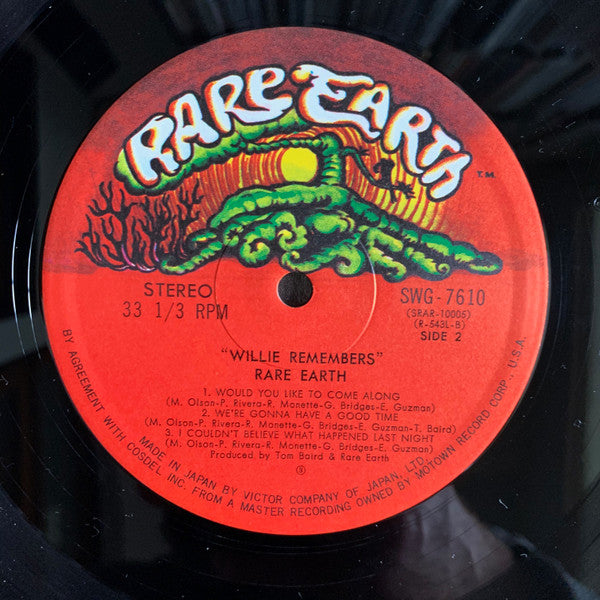 RARE EARTH
T.M.
STEREO
33 1/3 RPM
SWG-7610
(SRAR-10005)
(R-543L-B)
SIDE 2
"WILLIE REMEMBERS"
RARE EARTH
1. WOULD YOU LIKE TO COME ALONG
(M. Olson-P. Rivera-R. Monette-G. Bridges-E. Guzman)
2. WE'RE GONNA HAVE A GOOD TIME
(M. Olson-P. Rivera-R. Monette-G. Bridges-E. Guzman-T. Baird)
3. I COULDN'T BELIEVE WHAT HAPPENED LAST NIGHT
(M. Olson-P. Rivera-R. Monette-G. Bridges-E. Guzman)
Produced by Tom Baird & Rare Earth
Ⓢ
MADE IN JAPAN BY VICTOR COMPANY OF JAPAN, LTD.
BY AGREEMENT WITH COSDEL INC. FROM A MASTER RECORDING OWNED BY MOTOWN RECORD CORP. U.S.A.